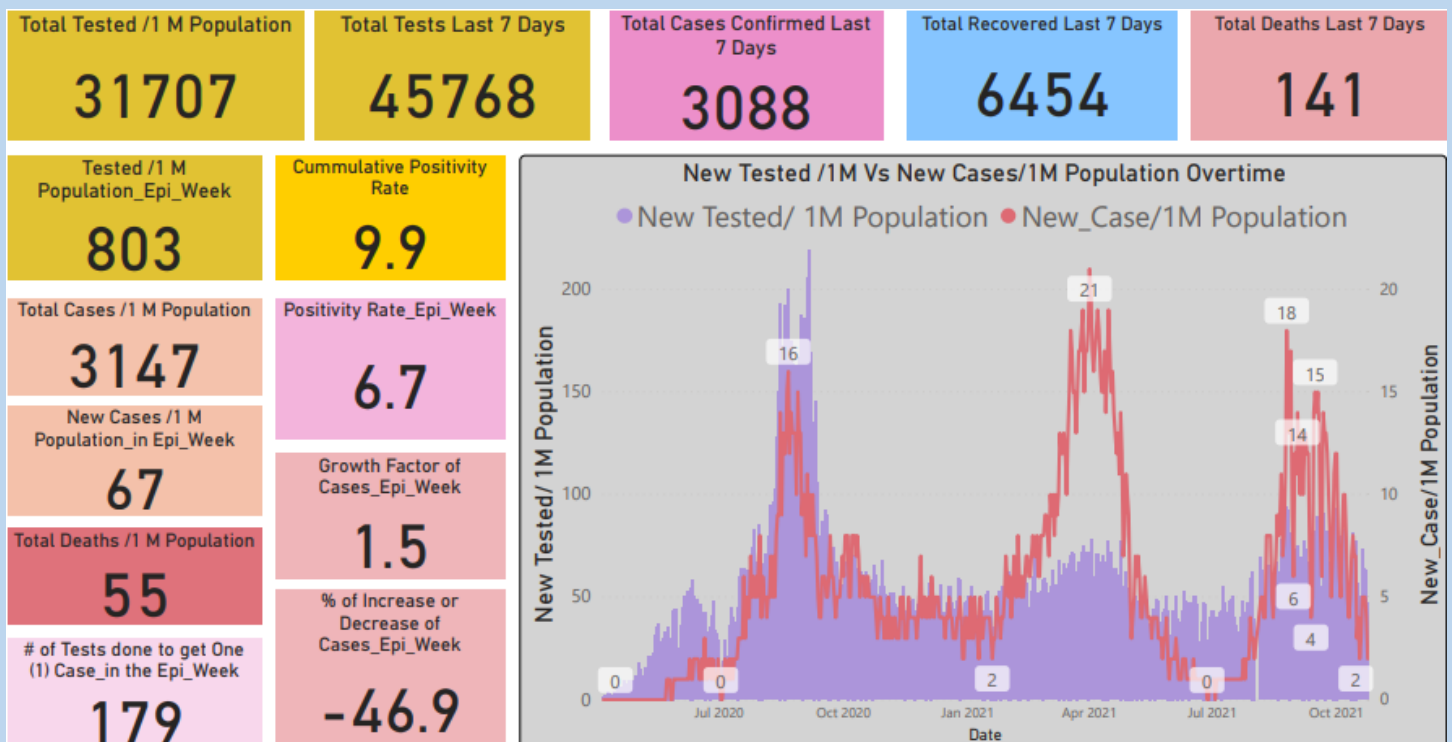 Total Tested /1 M Population
31707
Total Tests Last 7 Days
45768
Total Cases Confirmed Last
7 Days
3088
Total Recovered Last 7 Days
6454
Total Deaths Last 7 Days
141
Tested /1 M
Population_Epi_Week
803
Cummulative Positivity
Rate
9.9
Total Cases /1 M Population
3147
Positivity Rate_Epi_Week
6.7
New Cases /1 M
Population_in Epi_Week
67
Growth Factor of
Cases_Epi_Week
1.5
Total Deaths /1 M Population
55
% of Increase or
Decrease of
Cases_Epi_Week
-46.9
# of Tests done to get One
(1) Case_in the Epi_Week
179
New Tested /1M Vs New Cases/1M Population Overtime
New Tested/ 1M Population
New_Case/1M Population
New Tested/ 1M Population
200
150
100
50
0
0
0
16
2
21
0
18
14
15
6
4
2
20
15
10
5
0
New_Case/1M Population
Jul 2020
Oct 2020
Jan 2021
Apr 2021
Jul 2021
Oct 2021
Date